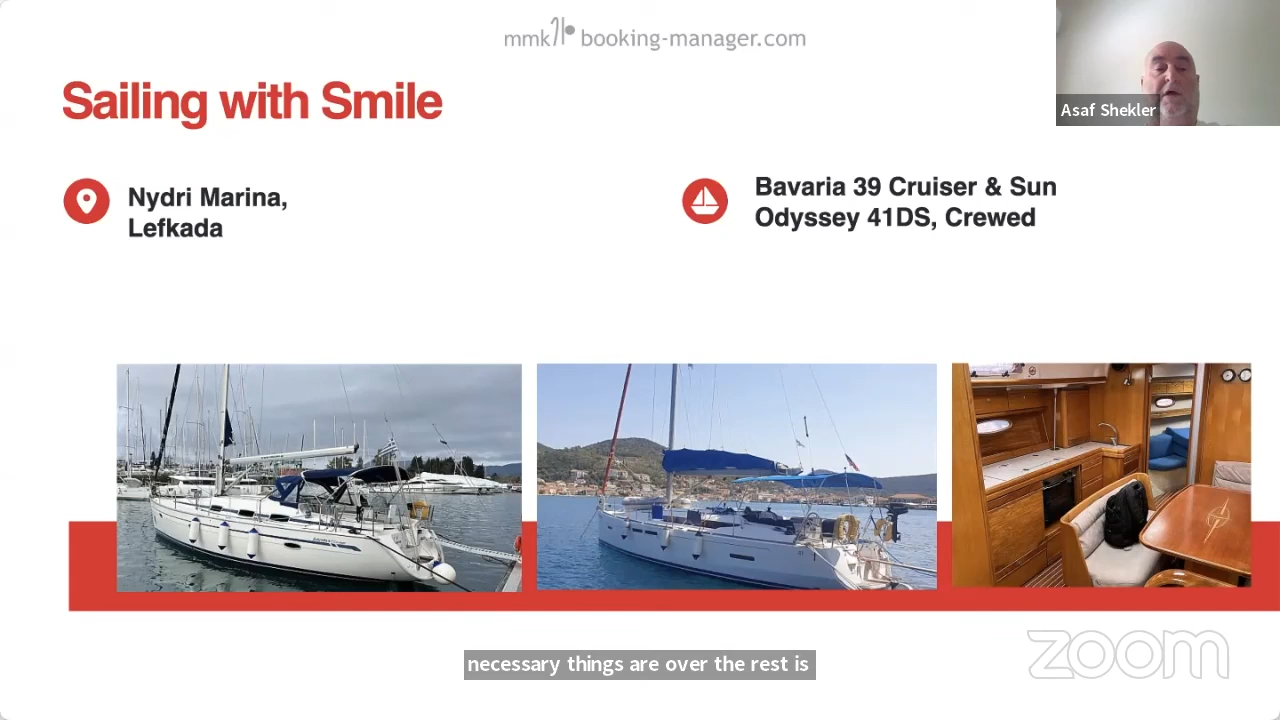 mmk booking-manager.com
Sailing with Smile
Asaf Shekler
Nydri Marina,
Lefkada
Bavaria 39 Cruiser & Sun
Odyssey 41DS, Crewed
necessary things are over the rest is
zoom